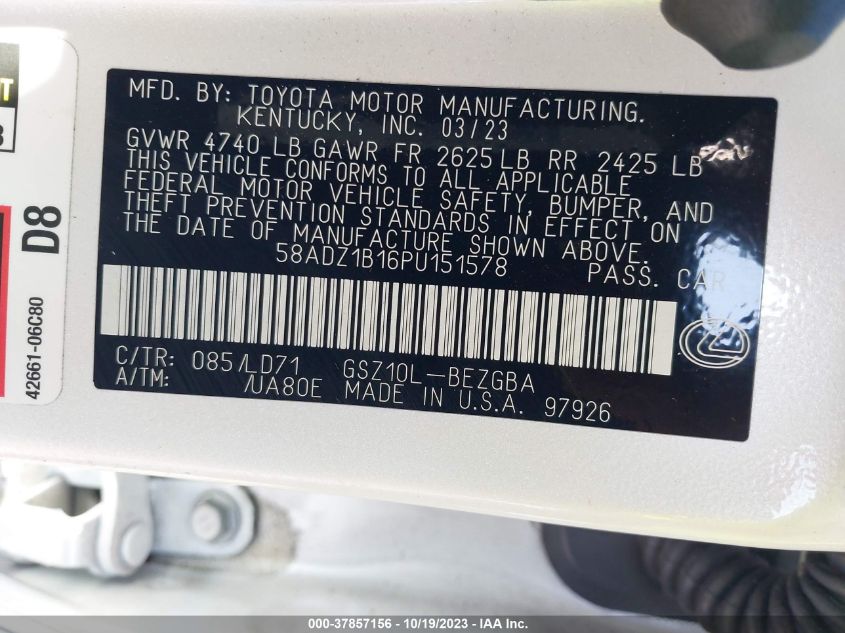 MFD. BY: TOYOTA MOTOR MANUFACTURING.
KENTUCKY, INC. 03/23
GVWR 4740 LB GAWR FR 2625 LB RR 2425 LB
THIS VEHICLE CONFORMS TO ALL APPLICABLE
FEDERAL MOTOR VEHICLE SAFETY, BUMPER, AND
THEFT PREVENTION STANDARDS IN EFFECT ON
THE DATE OF MANUFACTURE SHOWN ABOVE.
58ADZ1B16PU151578 PASS. CAR
C/TR: 085/LD71 GSZ10L-BEZGBA
A/TM: /UA80E MADE IN U.S.A. 97926
D8
42661-06C80
000-37857156 - 10/19/2023 - IAA Inc.